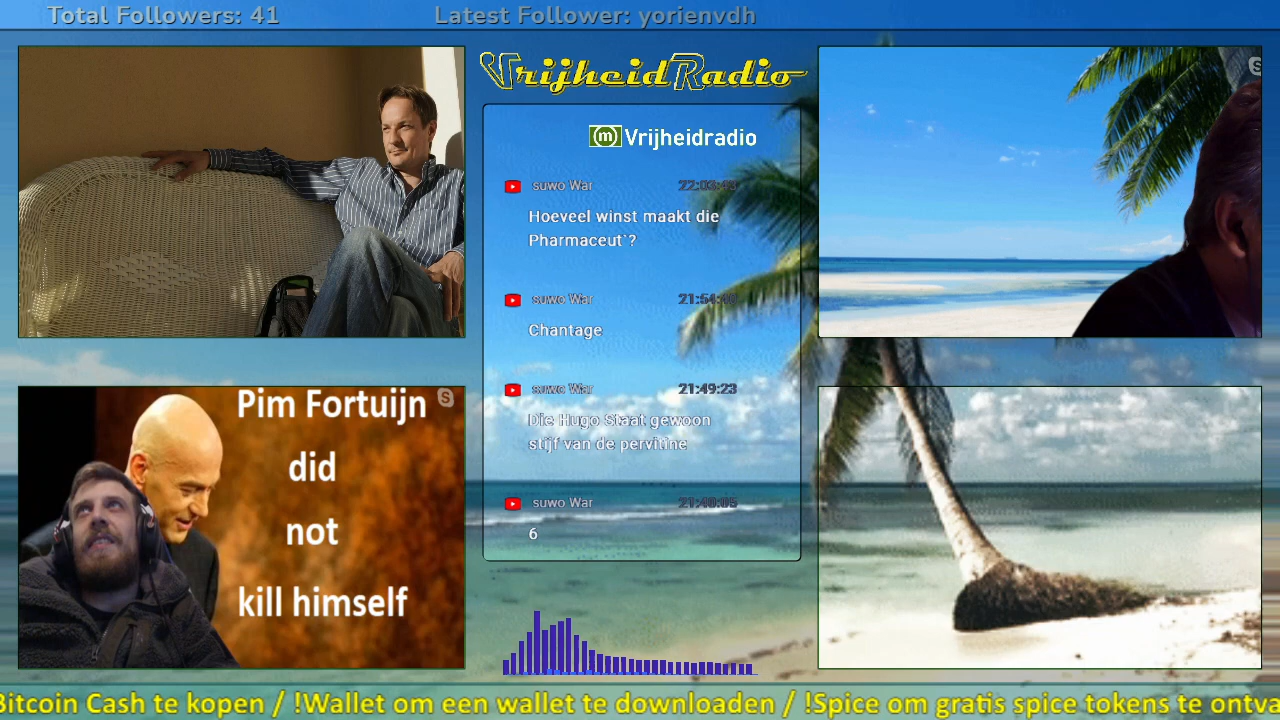 Total Followers: 41
Latest Follower: yorienvdh
VrijheidRadio
m Vrijheidradio
suwo War
Hoeveel winst maakt die
Pharmaceut`?
suwo War
Chantage
suwo War 21:49:23
Die Hugo Staat gewoon
stijf van de pervitine
suwo War 21:48:05
6
Pim Fortuijn
did
not
kill himself
S
S
Bitcoin Cash te kopen / !Wallet om een wallet te downloaden / !Spice om gratis spice tokens te ontva